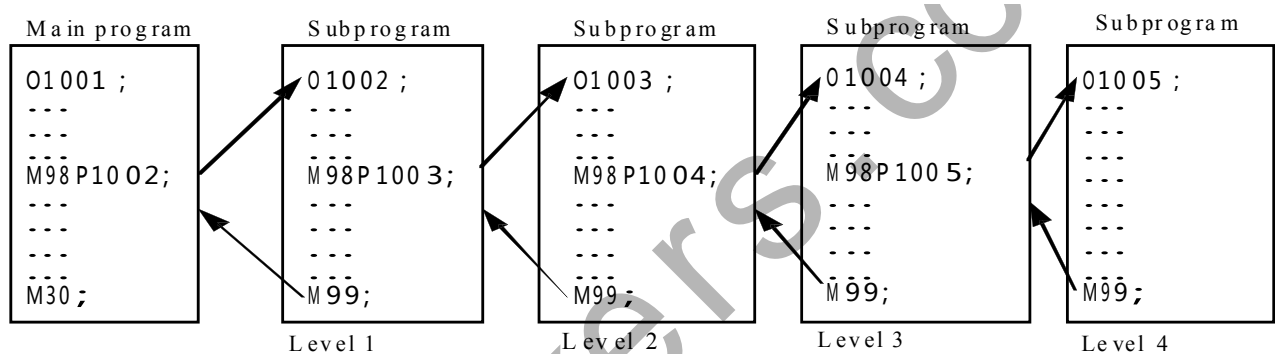 Main program
O1001 ;
---
---
---
M98P1002;
---
---
---
M30;
Subprogram
O1002 ;
---
---
---
M98P1003;
---
---
---
M99;
Level 1
Subprogram
O1003 ;
---
---
---
M98P1004;
---
---
---
M99;
Level 2
Subprogram
O1004 ;
---
---
---
M98P1005;
---
---
---
M99;
Level 3
Subprogram
O1005 ;
---
---
---
---
---
---
---
M99;
Level 4